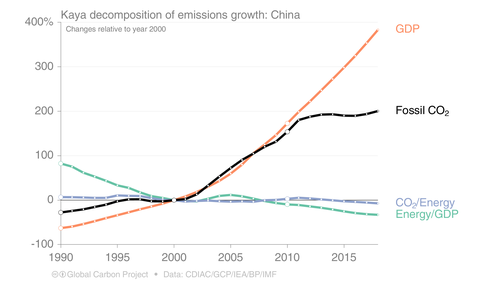 Kaya decomposition of emissions growth: China
400%
Changes relative to year 2000
GDP
300
200
Fossil CO₂
100
0
CO₂/Energy
Energy/GDP
-100
1990 1995 2000 2005 2010 2015
Global Carbon Project • Data: CDIAC/GCP/IEA/BP/IMF